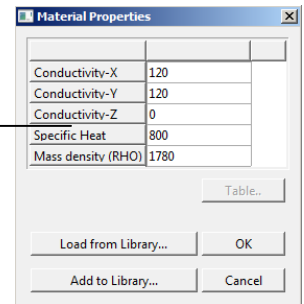 Material Properties
Conductivity-X 120
Conductivity-Y 120
Conductivity-Z 0
Specific Heat 800
Mass density (RHO) 1780
Table..
Load from Library... OK
Add to Library... Cancel